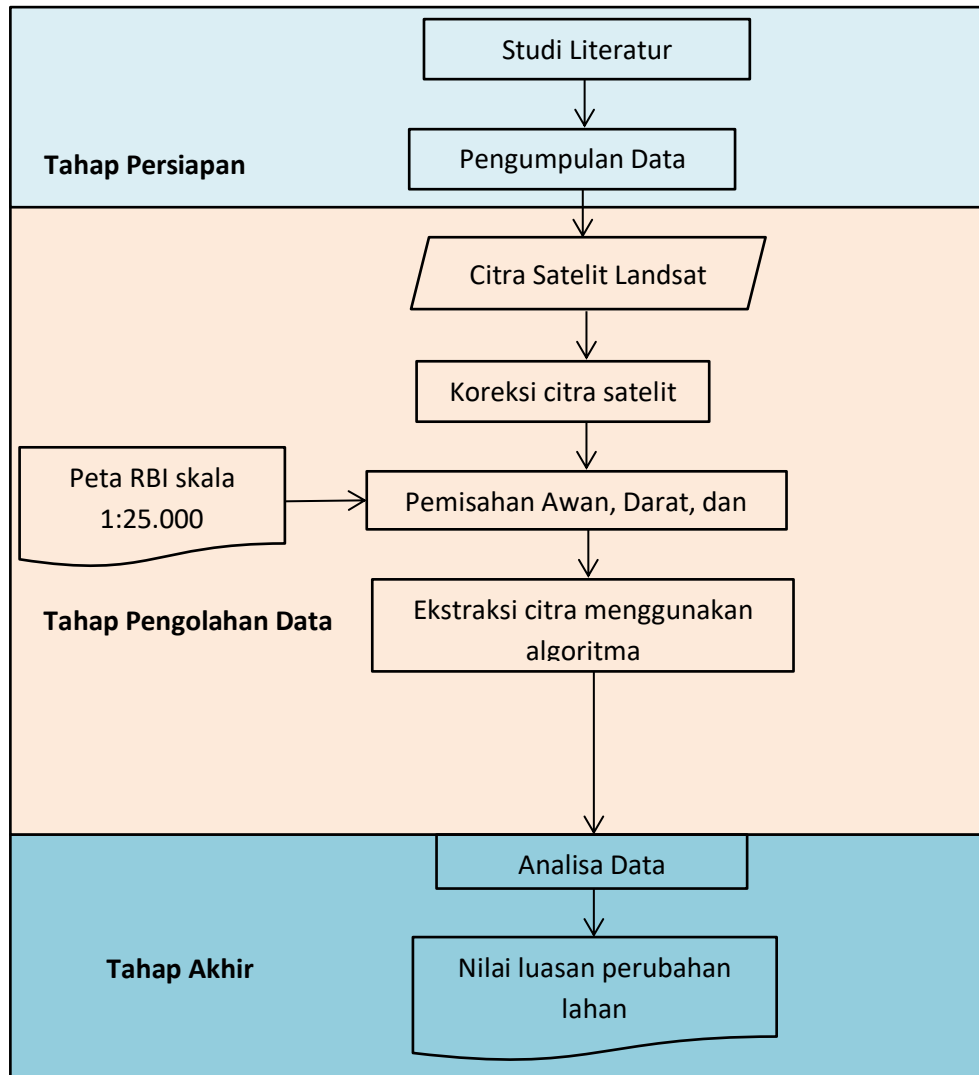 Studi Literatur
Pengumpulan Data
Tahap Persiapan
Citra Satelit Landsat
Koreksi citra satelit
Peta RBI skala
1:25.000
Pemisahan Awan, Darat, dan
Ekstraksi citra menggunakan
algoritma
Tahap Pengolahan Data
Analisa Data
Nilai luasan perubahan
lahan
Tahap Akhir